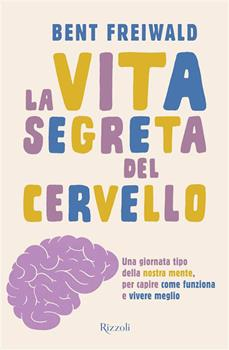 BENT FREIWALD
LA VITA
SEGRETA
DEL
CERVELLO
Una giornata tipo
della nostra mente,
per capire come funziona
e vivere meglio
Rizzoli